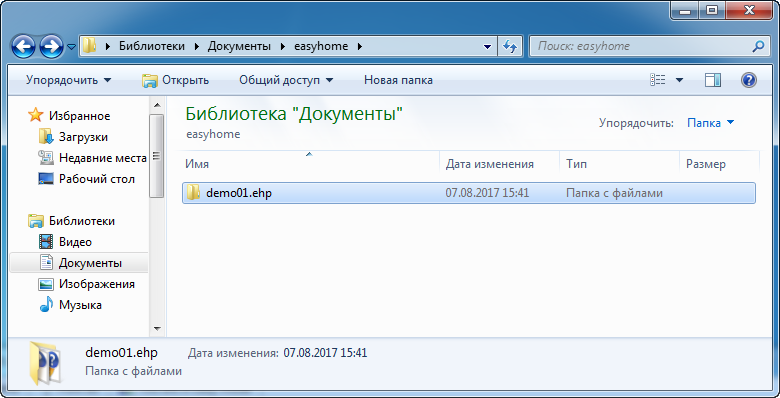 Библиотеки Документы easyhome Поиск: easyhome
Упорядочить Открыть Общий доступ Новая папка
Избранное
Загрузки
Недавние места
Рабочий стол
Библиотеки
Видео
Документы
Изображения
Музыка
Библиотека "Документы"
easyhome
Упорядочить: Папка
Имя Дата изменения Тип Размер
demo01.ehp 07.08.2017 15:41 Папка с файлами
demo01.ehp Дата изменения: 07.08.2017 15:41
Папка с файлами